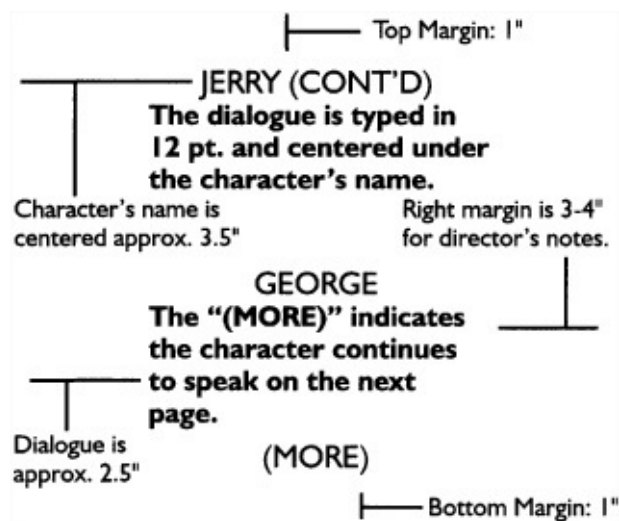 Top Margin: 1"
JERRY (CONT'D)
The dialogue is typed in
12 pt. and centered under
the character's name.
Character's name is
centered approx. 3.5"
Right margin is 3-4"
for director's notes.
GEORGE
The “(MORE)” indicates
the character continues
to speak on the next
page.
Dialogue is
approx. 2.5"
(MORE)
Bottom Margin: 1"